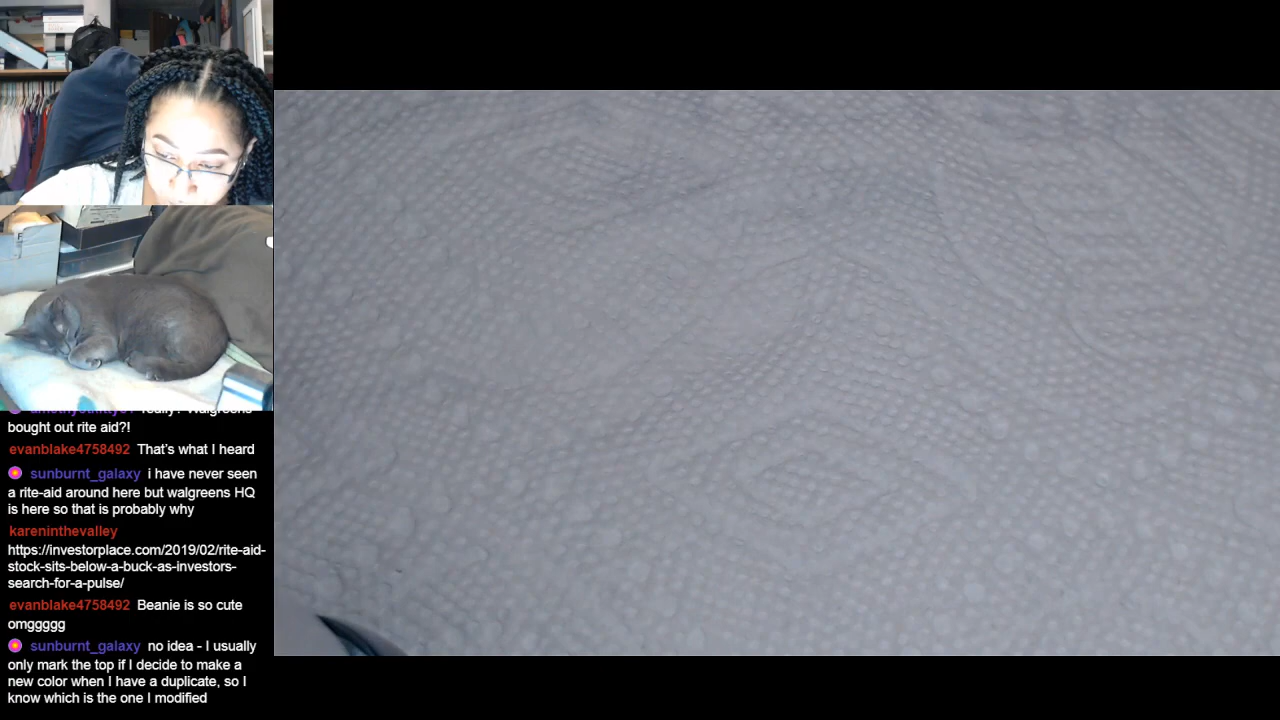 really? Walgreens
bought out rite aid?!
evanblake4758492 That's what I heard
sunburnt_galaxy i have never seen
a rite-aid around here but walgreens HQ
is here so that is probably why
kareninthevalley
https://investorplace.com/2019/02/rite-aid-
stock-sits-below-a-buck-as-investors-
search-for-a-pulse/
evanblake4758492 Beanie is so cute
omggggg
sunburnt_galaxy no idea - I usually
only mark the top if I decide to make a
new color when I have a duplicate, so I
know which is the one I modified